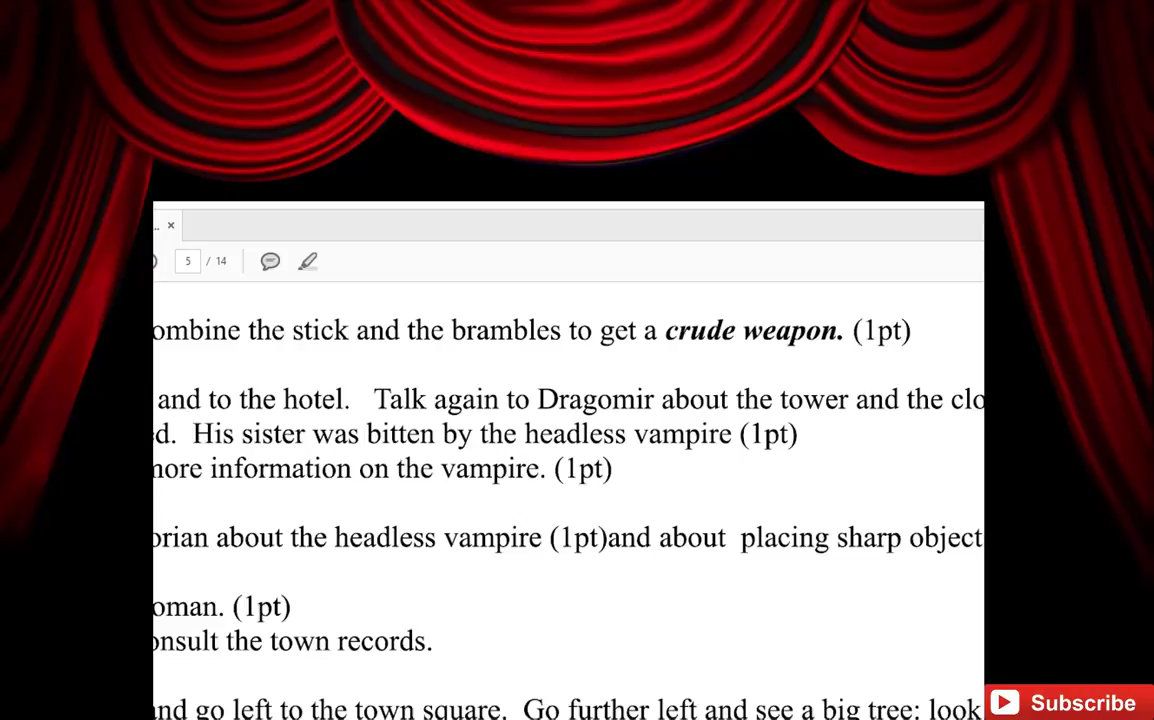 5 / 14
ombine the stick and the brambles to get a crude weapon. (1pt)
and to the hotel. Talk again to Dragomir about the tower and the clo
d. His sister was bitten by the headless vampire (1pt)
more information on the vampire. (1pt)
orian about the headless vampire (1pt)and about placing sharp object
oman. (1pt)
onsult the town records.
and go left to the town square. Go further left and see a big tree: look
Subscribe